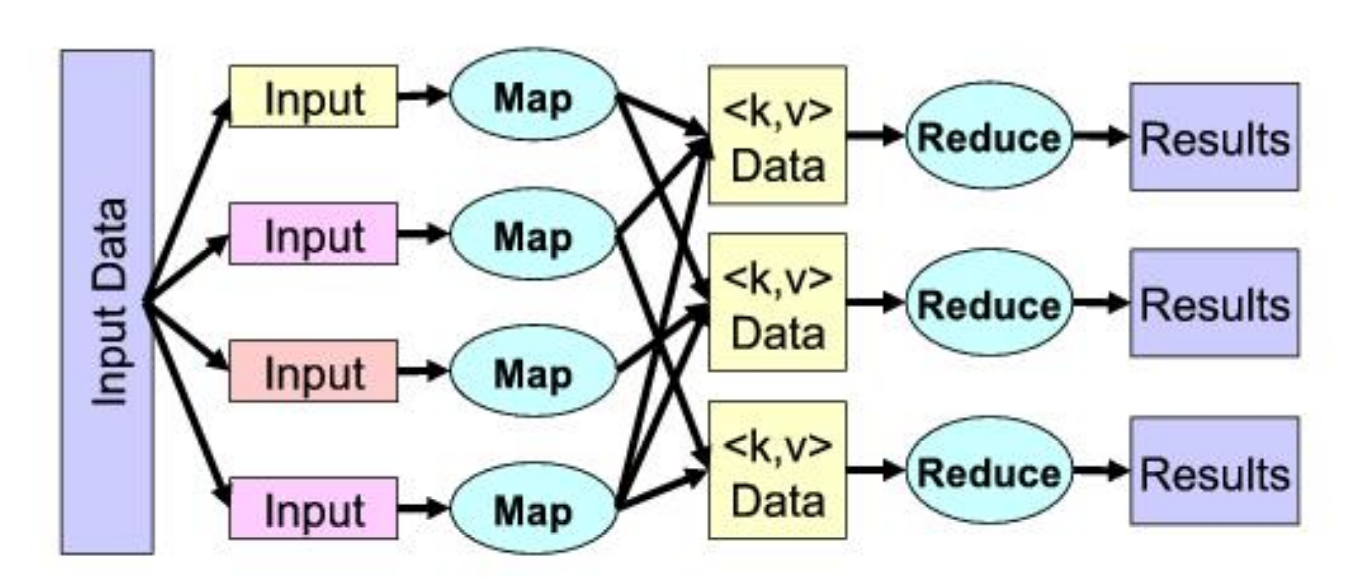 Input Data
Input
Map
Input
Map
Input
Map
Input
Map
<k,v>
Data
Reduce
Results
<k,v>
Data
Reduce
Results
<k,v>
Data
Reduce
Results